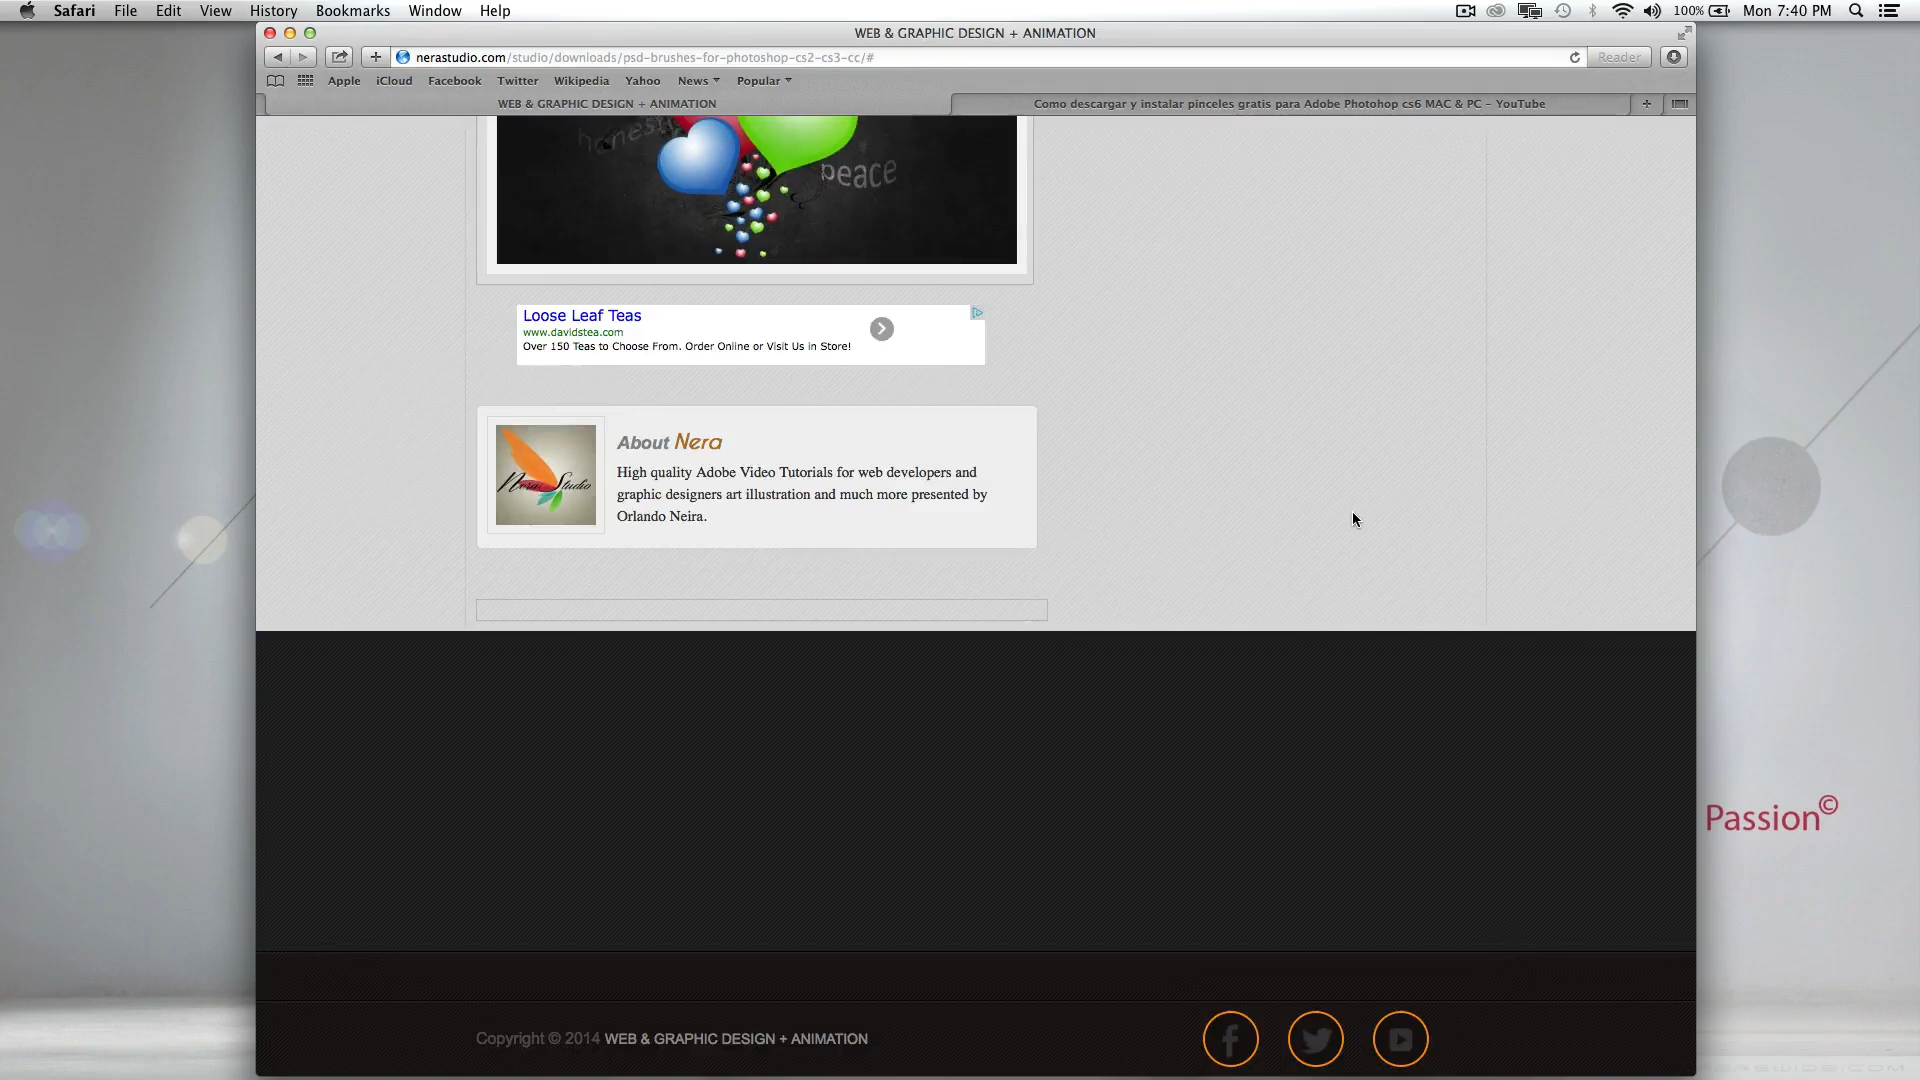 Safari File Edit View History Bookmarks Window Help
100% Mon 7:40 PM
WEB & GRAPHIC DESIGN + ANIMATION
nerastudio.com/studio/downloads/psd-brushes-for-photoshop-cs2-cs3-cc/#
Reader
Apple iCloud Facebook Twitter Wikipedia Yahoo News Popular
WEB & GRAPHIC DESIGN + ANIMATION
Como descargar y instalar pinceles gratis para Adobe Photohop cs6 MAC & PC – YouTube
peace
Loose Leaf Teas
www.davidstea.com
Over 150 Teas to Choose From. Order Online or Visit Us in Store!
About Nera
Nera Studio
High quality Adobe Video Tutorials for web developers and
graphic designers art illustration and much more presented by
Orlando Neira.
Passion©
Copyright © 2014 WEB & GRAPHIC DESIGN + ANIMATION